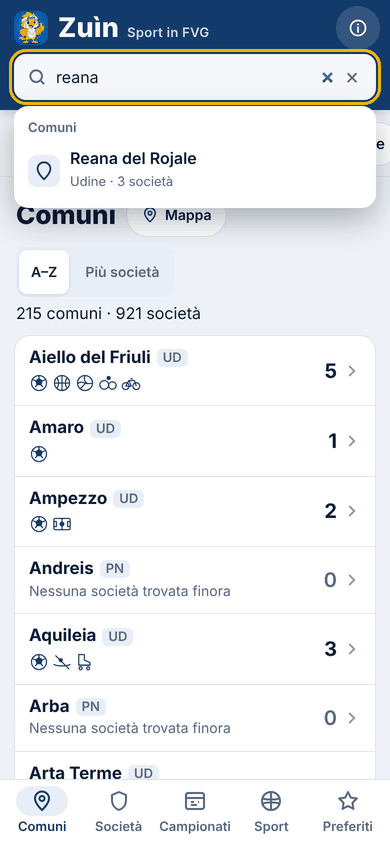 Zuìn Sport in FVG
reana
Comuni
Reana del Rojale
Udine · 3 società
e
Comuni Mappa
A–Z Più società
215 comuni · 921 società
Aiello del Friuli UD
5
Amaro UD
1
Ampezzo UD
2
Andreis PN
Nessuna società trovata finora
0
Aquileia UD
3
Arba PN
Nessuna società trovata finora
0
Arta Terme UD
Comuni Società Campionati Sport Preferiti